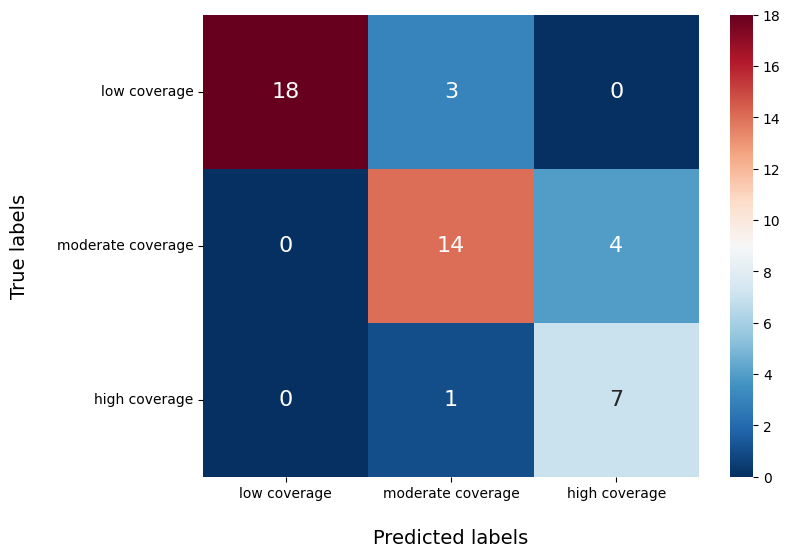 18
low coverage 18 3 0
16
14
12
True labels
moderate coverage 0 14 4
10
8
6
high coverage 0 1 7
4
2
0
low coverage moderate coverage high coverage
Predicted labels